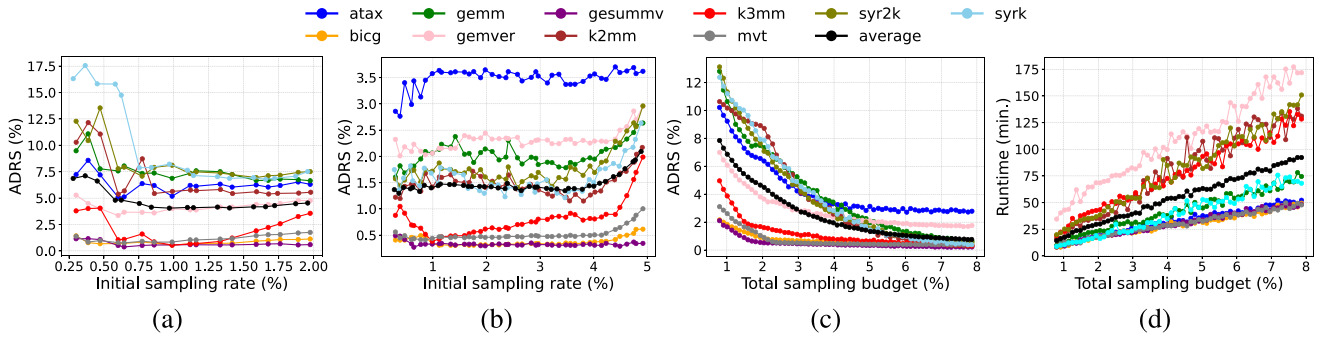 atax gemm gesummv k3mm syr2k syrk
bicg gemver k2mm mvt average
ADRS (%)
17.5
15.0
12.5
10.0
7.5
5.0
2.5
0.0
0.25 0.50 0.75 1.00 1.25 1.50 1.75 2.00
Initial sampling rate (%)
(a)
ADRS (%)
3.5
3.0
2.5
2.0
1.5
1.0
0.5
1 2 3 4 5
Initial sampling rate (%)
(b)
ADRS (%)
12
10
8
6
4
2
0
1 2 3 4 5 6 7 8
Total sampling budget (%)
(c)
Runtime (min.)
175
150
125
100
75
50
25
0
1 2 3 4 5 6 7 8
Total sampling budget (%)
(d)